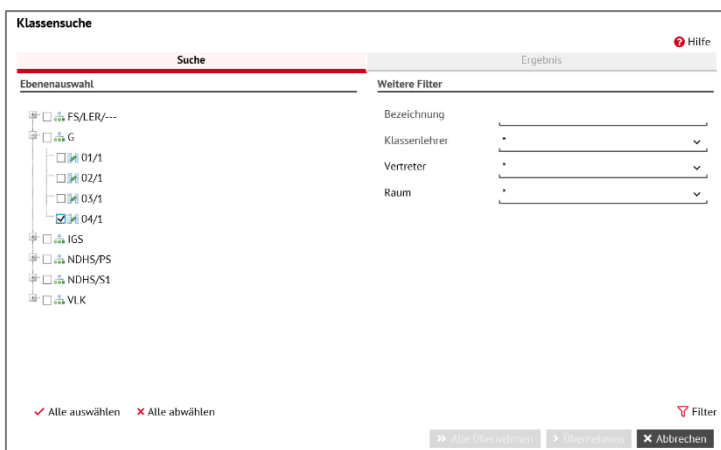 Klassensuche
Hilfe
Suche
Ergebnis
Ebenenauswahl
FS/LER/---
G
01/1
02/1
03/1
04/1
IGS
NDHS/PS
NDHS/S1
VLK
Weitere Filter
Bezeichnung
Klassenlehrer *
Vertreter *
Raum *
Alle auswählen Alle abwählen
Filter
Alle Übernehmen Übernehmen Abbrechen